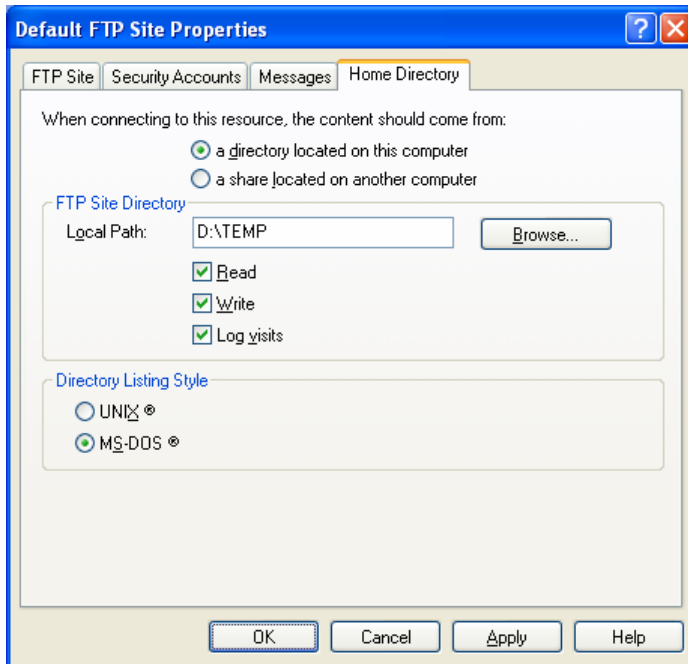 Default FTP Site Properties
FTP Site Security Accounts Messages Home Directory
When connecting to this resource, the content should come from:
a directory located on this computer
a share located on another computer
FTP Site Directory
Local Path: D:\TEMP Browse...
Read
Write
Log visits
Directory Listing Style
UNIX ®
MS-DOS ®
OK Cancel Apply Help